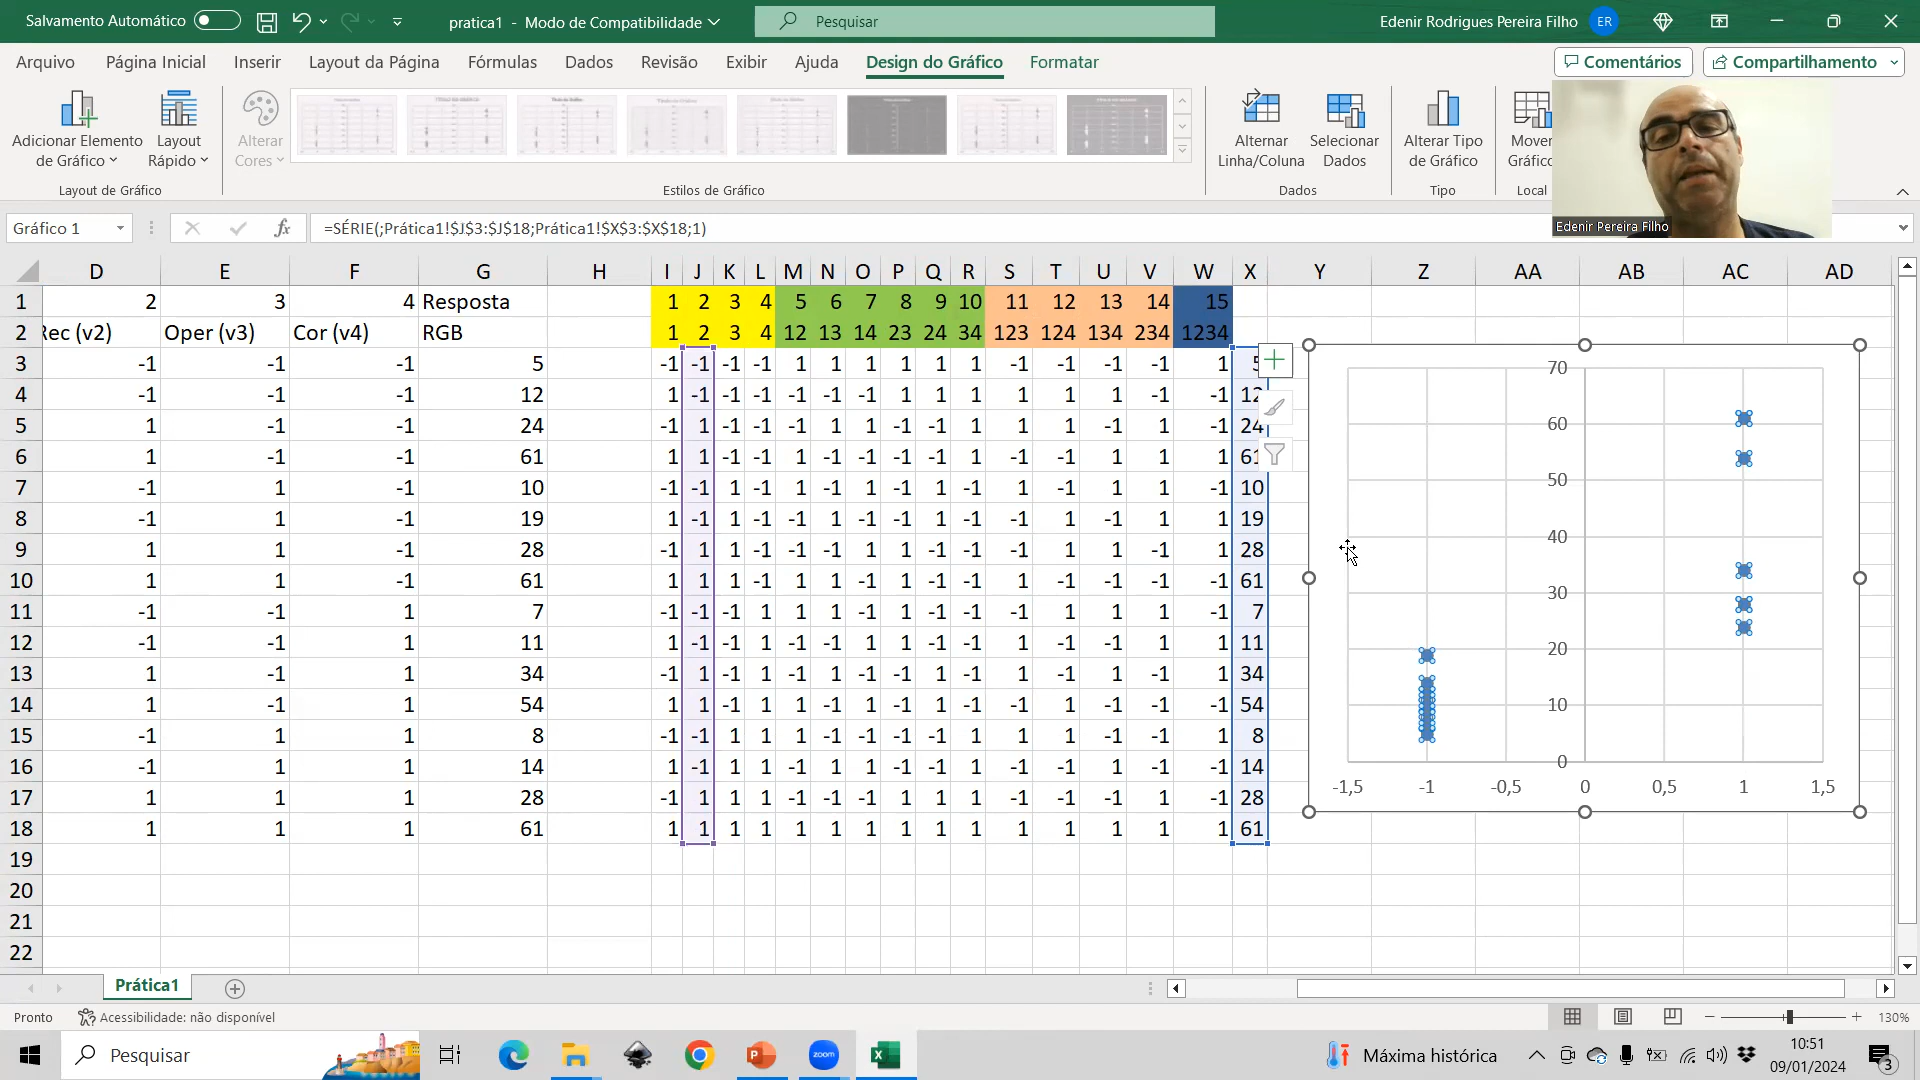 Salvamento Automático
pratica1 - Modo de Compatibilidade
Pesquisar
Edenir Rodrigues Pereira Filho ER
Arquivo Página Inicial Inserir Layout da Página Fórmulas Dados Revisão Exibir Ajuda Design do Gráfico Formatar
Comentários Compartilhamento
Adicionar Elemento de Gráfico
Layout Rápido
Alterar Cores
Alternar Linha/Coluna
Selecionar Dados
Alterar Tipo de Gráfico
Mover Gráfico
Layout de Gráfico Estilos de Gráfico Dados Tipo Local
Edenir Pereira Filho
Gráfico 1 fx =SÉRIE(;Prática1!$J$3:$J$18;Prática1!$X$3:$X$18;1)
D E F G H I J K L M N O P Q R S T U V W X Y Z AA AB AC AD
1 2 3 4 Resposta 1 2 3 4 5 6 7 8 9 10 11 12 13 14 15
2 Rec (v2) Oper (v3) Cor (v4) RGB 1 2 3 4 12 13 14 23 24 34 123 124 134 234 1234
3 -1 -1 -1 5 -1 -1 -1 -1 1 1 1 1 1 1 -1 -1 -1 -1 1 5
4 -1 -1 -1 12 1 -1 -1 -1 -1 -1 -1 1 1 1 1 1 1 -1 -1 12
5 1 -1 -1 24 -1 1 -1 -1 -1 1 1 -1 -1 1 1 1 -1 1 -1 24
6 1 -1 -1 61 1 1 -1 -1 1 -1 -1 -1 -1 1 -1 -1 1 1 1 61
7 -1 1 -1 10 -1 -1 1 -1 1 -1 1 -1 1 -1 1 -1 1 1 -1 10
8 -1 1 -1 19 1 -1 1 -1 -1 1 -1 -1 1 -1 -1 1 -1 1 1 19
9 1 1 -1 28 -1 1 1 -1 -1 -1 1 1 -1 -1 -1 1 1 -1 1 28
10 1 1 -1 61 1 1 1 -1 1 1 -1 1 -1 -1 1 -1 -1 -1 -1 61
11 -1 -1 1 7 -1 -1 -1 1 1 1 -1 1 -1 -1 -1 1 1 1 -1 7
12 -1 -1 1 11 1 -1 -1 1 -1 -1 1 1 -1 -1 1 -1 -1 1 1 11
13 1 -1 1 34 -1 1 -1 1 -1 1 -1 -1 1 -1 1 -1 1 -1 1 34
14 1 -1 1 54 1 1 -1 1 1 -1 1 -1 1 -1 -1 1 -1 -1 -1 54
15 -1 1 1 8 -1 -1 1 1 1 -1 -1 -1 -1 1 1 1 -1 -1 1 8
16 -1 1 1 14 1 -1 1 1 -1 1 1 -1 -1 1 -1 -1 1 -1 -1 14
17 1 1 1 28 -1 1 1 1 -1 -1 -1 1 1 1 -1 -1 -1 1 -1 28
18 1 1 1 61 1 1 1 1 1 1 1 1 1 1 1 1 1 1 1 61
19
20
21
22
70
60
50
40
30
20
10
0
-1,5 -1 -0,5 0 0,5 1 1,5
Prática1
Pronto Acessibilidade: não disponível 130%
Pesquisar zoom Máxima histórica 10:51
09/01/2024 3